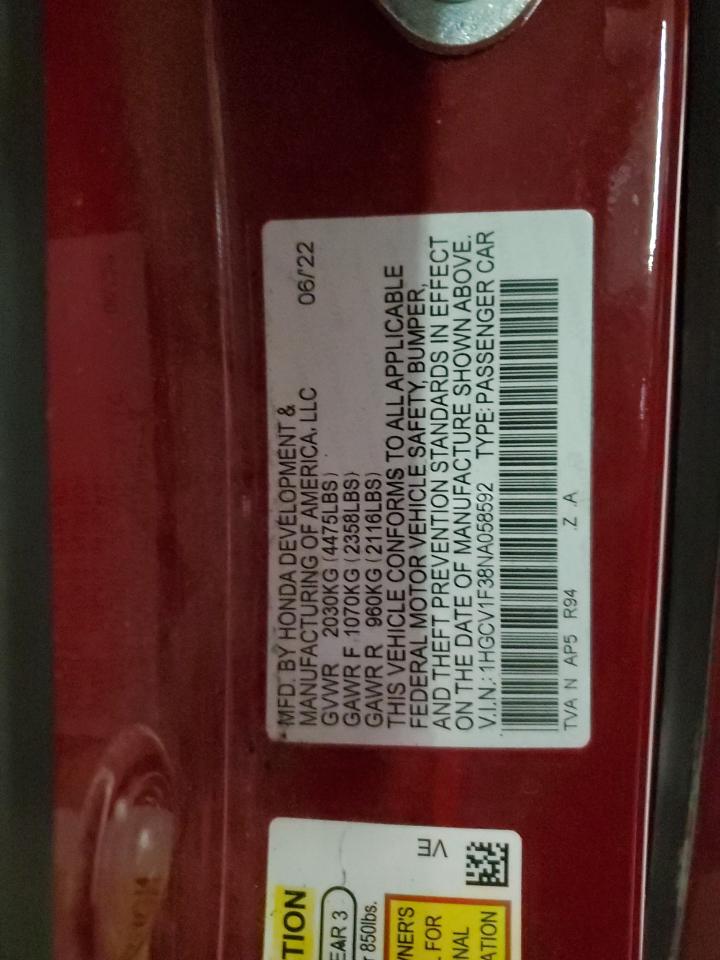 MFD. BY HONDA DEVELOPMENT &
MANUFACTURING OF AMERICA, LLC 06/'22
GVWR 2030KG (4475LBS)
GAWR F 1070KG (2358LBS)
GAWR R 960KG (2116LBS)
THIS VEHICLE CONFORMS TO ALL APPLICABLE
FEDERAL MOTOR VEHICLE SAFETY, BUMPER,
AND THEFT PREVENTION STANDARDS IN EFFECT
ON THE DATE OF MANUFACTURE SHOWN ABOVE.
V.I.N.: 1HGCV1F38NA058592 TYPE: PASSENGER CAR
TVA N AP5 R94 Z A
TION
EAR 3
850lbs.
VE
NER'S
FOR
NAL
ATION